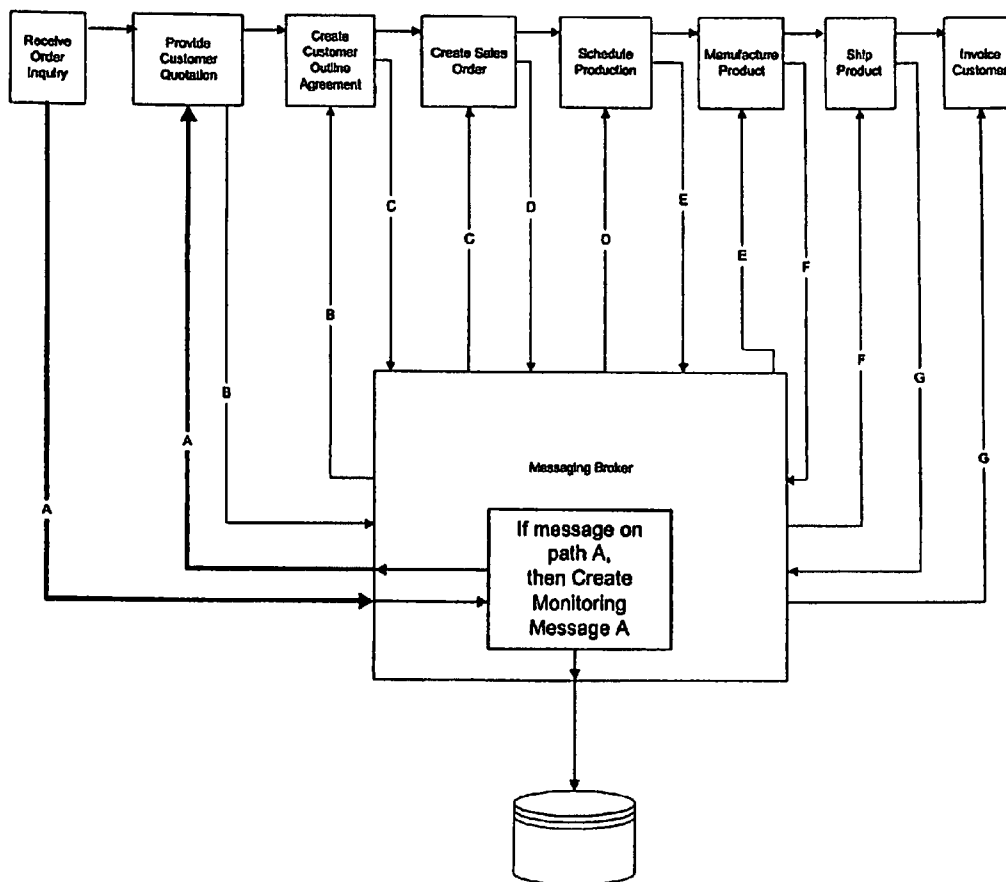 Receive
Order
Inquiry
Provide
Customer
Quotation
Create
Customer
Outline
Agreement
Create Sales
Order
Schedule
Production
Manufacture
Product
Ship
Product
Invoice
Customer
C
D
E
C
D
E
F
B
F
G
B
A
G
A
Messaging Broker
If message on
path A,
then Create
Monitoring
Message A